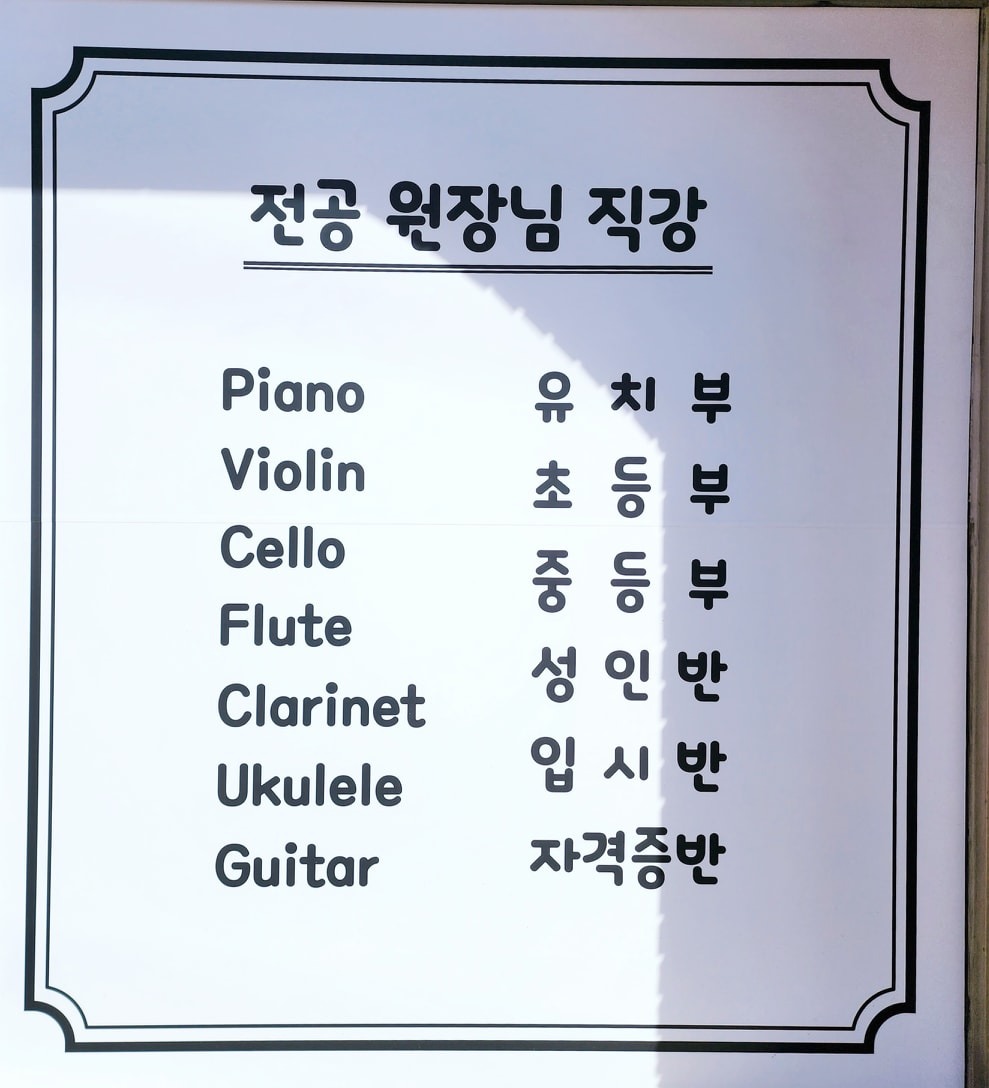 전공 원장님 직강
Piano
Violin
Cello
Flute
Clarinet
Ukulele
Guitar
유 치 부
초 등 부
중 등 부
성 인 반
입 시 반
자격증반